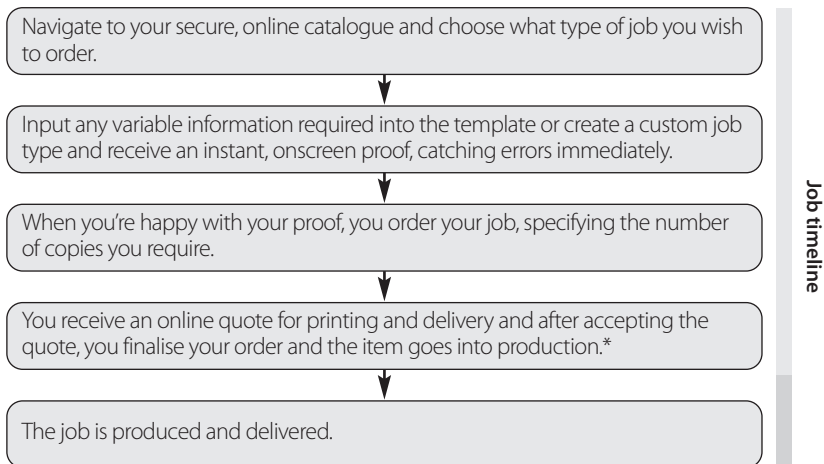 Navigate to your secure, online catalogue and choose what type of job you wish
to order.
Input any variable information required into the template or create a custom job
type and receive an instant, onscreen proof, catching errors immediately.
When you're happy with your proof, you order your job, specifying the number
of copies you require.
You receive an online quote for printing and delivery and after accepting the
quote, you finalise your order and the item goes into production.*
The job is produced and delivered.
Job timeline